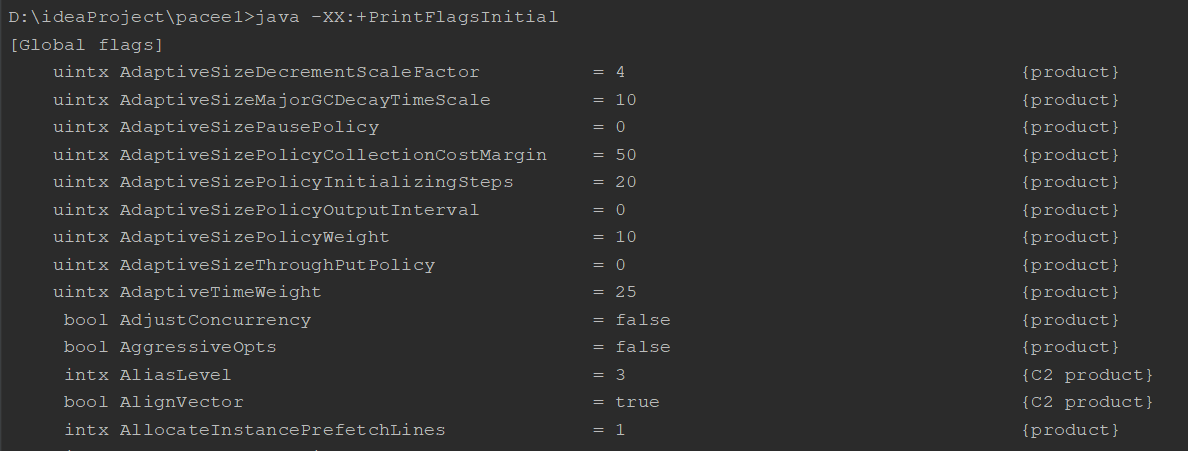 D:\ideaProject\pacee1>java -XX:+PrintFlagsInitial
[Global flags]
uintx AdaptiveSizeDecrementScaleFactor = 4 {product}
uintx AdaptiveSizeMajorGCDecayTimeScale = 10 {product}
uintx AdaptiveSizePausePolicy = 0 {product}
uintx AdaptiveSizePolicyCollectionCostMargin = 50 {product}
uintx AdaptiveSizePolicyInitializingSteps = 20 {product}
uintx AdaptiveSizePolicyOutputInterval = 0 {product}
uintx AdaptiveSizePolicyWeight = 10 {product}
uintx AdaptiveSizeThroughPutPolicy = 0 {product}
uintx AdaptiveTimeWeight = 25 {product}
bool AdjustConcurrency = false {product}
bool AggressiveOpts = false {product}
intx AliasLevel = 3 {C2 product}
bool AlignVector = true {C2 product}
intx AllocateInstancePrefetchLines = 1 {product}